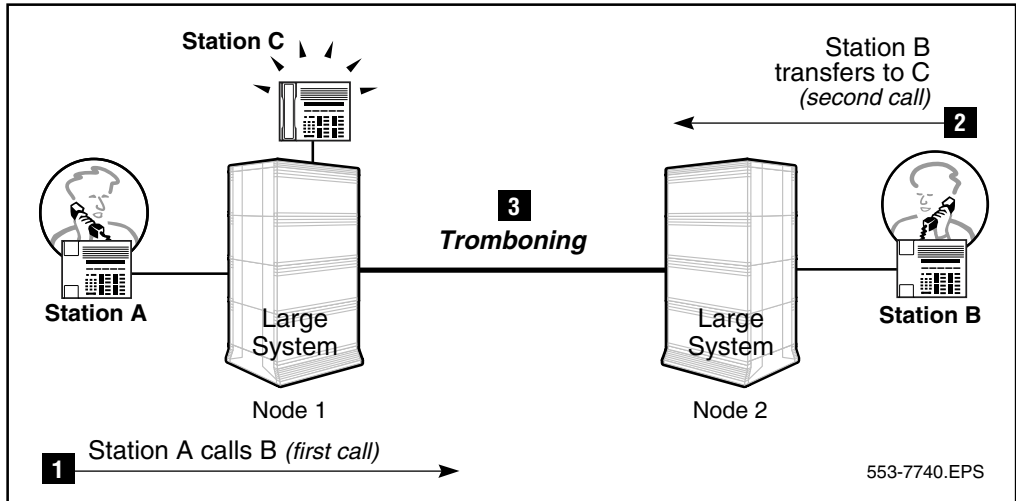 Station C
Station B
transfers to C
(second call)
2
3
Tromboning
Station A
Large
System
Large
System
Station B
Node 1
Node 2
1 Station A calls B (first call)
553-7740.EPS